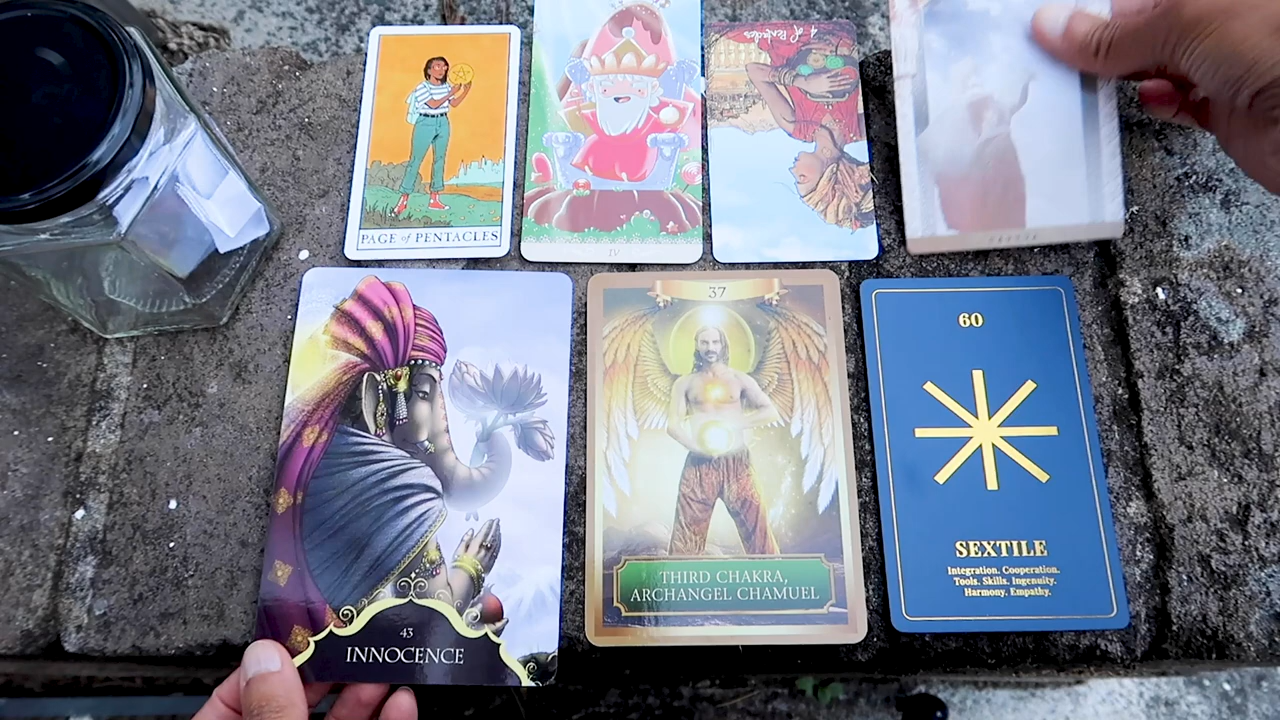 PAGE of PENTACLES
IV
4 of Pentacles
43
INNOCENCE
37
THIRD CHAKRA,
ARCHANGEL CHAMUEL
60
SEXTILE
Integration. Cooperation.
Tools. Skills. Ingenuity.
Harmony. Empathy.